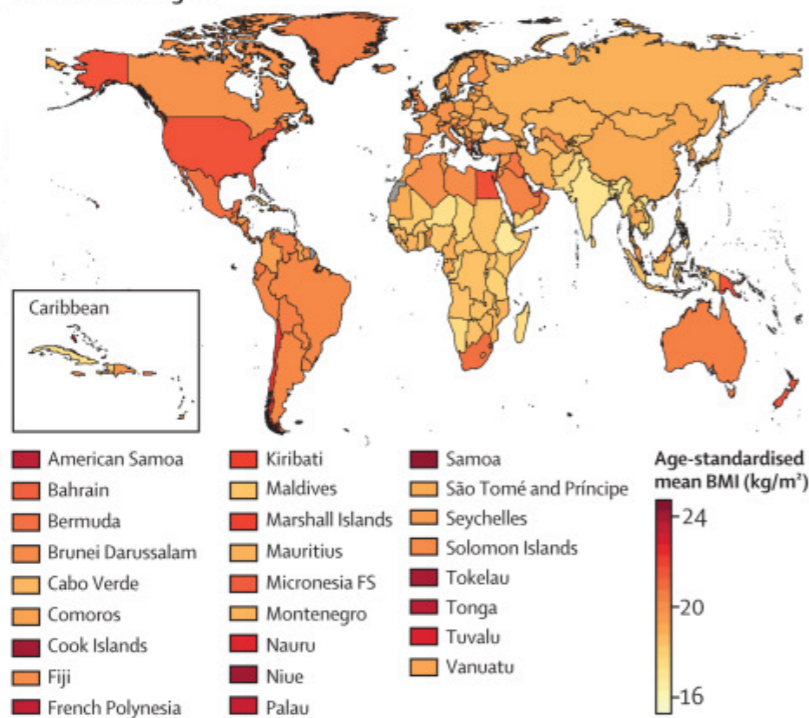 Caribbean
American Samoa
Bahrain
Bermuda
Brunei Darussalam
Cabo Verde
Comoros
Cook Islands
Fiji
French Polynesia
Kiribati
Maldives
Marshall Islands
Mauritius
Micronesia FS
Montenegro
Nauru
Niue
Palau
Samoa
São Tomé and Príncipe
Seychelles
Solomon Islands
Tokelau
Tonga
Tuvalu
Vanuatu
Age-standardised
mean BMI (kg/m²)
24
20
16